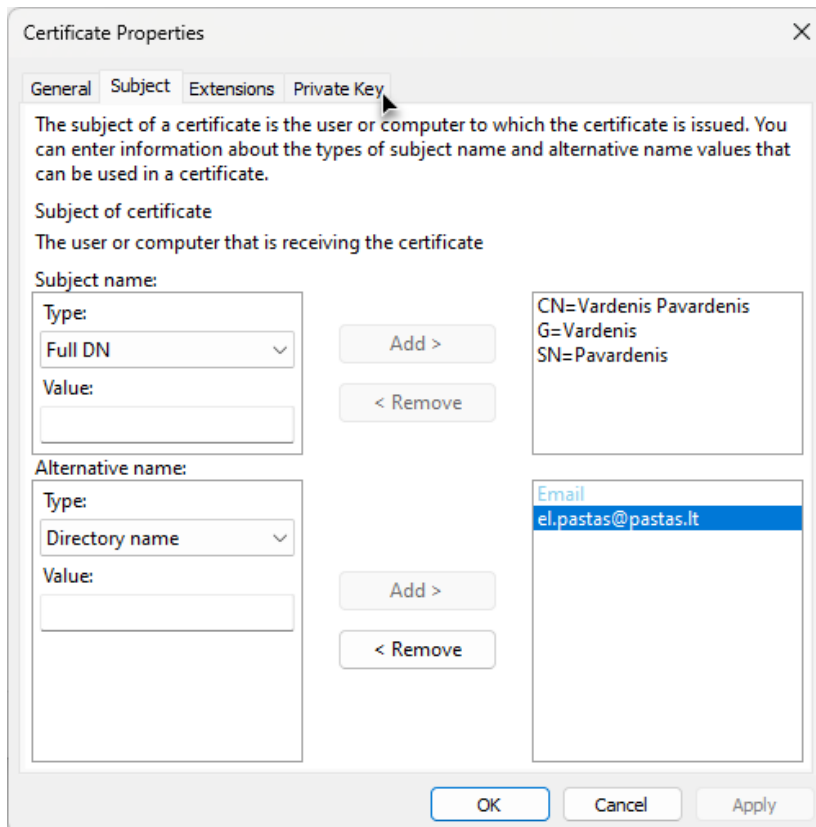 Certificate Properties
General Subject Extensions Private Key
The subject of a certificate is the user or computer to which the certificate is issued. You
can enter information about the types of subject name and alternative name values that
can be used in a certificate.
Subject of certificate
The user or computer that is receiving the certificate
Subject name:
Type:
Full DN
Value:
Add >
< Remove
CN=Vardenis Pavardenis
G=Vardenis
SN=Pavardenis
Alternative name:
Type:
Directory name
Value:
Add >
< Remove
Email
el.pastas@pastas.lt
OK Cancel Apply